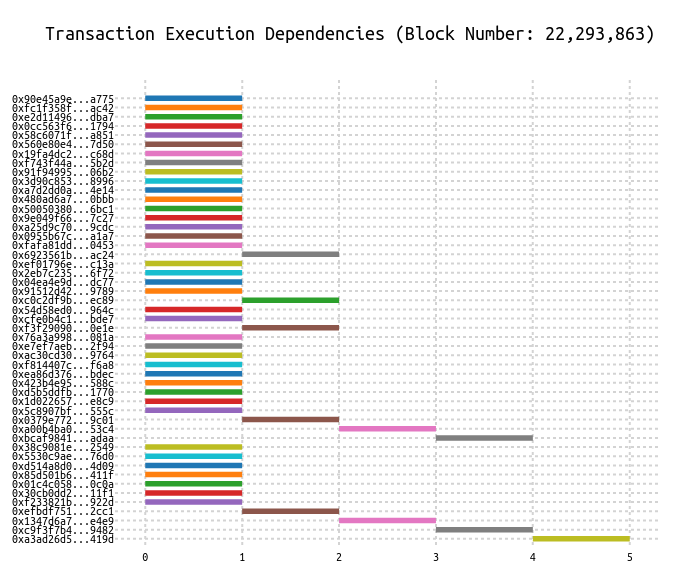 Transaction Execution Dependencies (Block Number: 22,293,863)
0x90e45a9e...a775
0xfc1f358f...ac42
0xe2d11496...dba7
0x0cc563f6...1794
0x58c6071f...a851
0x560e80e4...7d50
0x19fa4dc2...c68d
0xf743f44a...5b2d
0x91f94995...06b2
0x3d90c853...8996
0xa7d2dd0a...4e14
0x480ad6a7...0bbb
0x50050380...6bc1
0x9e049f66...7c27
0xa25d9c70...9cdc
0x0955b67c...a1a7
0xfafa81dd...0453
0x6923561b...ac24
0xef01796e...c13a
0x2eb7c235...6f72
0x04ea4e9d...dc77
0x91512d42...9789
0xc0c2df9b...ec89
0x54d58ed0...964c
0xcfe0b4c1...bde7
0xf3f29090...0e1e
0x76a3a998...081a
0xe7ef7aeb...2f94
0xac30cd30...9764
0xf814407c...f6a8
0xea86d376...bdec
0x423b4e95...588c
0xd5b5ddfb...1770
0x1d022657...e8c9
0x5c8907bf...555c
0x0379e772...9c01
0xa00b4ba0...53c4
0xbcaf9841...adaa
0x38c9081e...2549
0x5530c9ae...76d0
0xd514a8d0...4d09
0x85d501b6...411f
0x01c4c058...0c0a
0x30cb0dd2...11f1
0xf233821b...922d
0xefbdf751...2cc1
0x1347d6a7...e4e9
0xc9f3f7b4...9482
0xa3ad26d5...419d
0 1 2 3 4 5